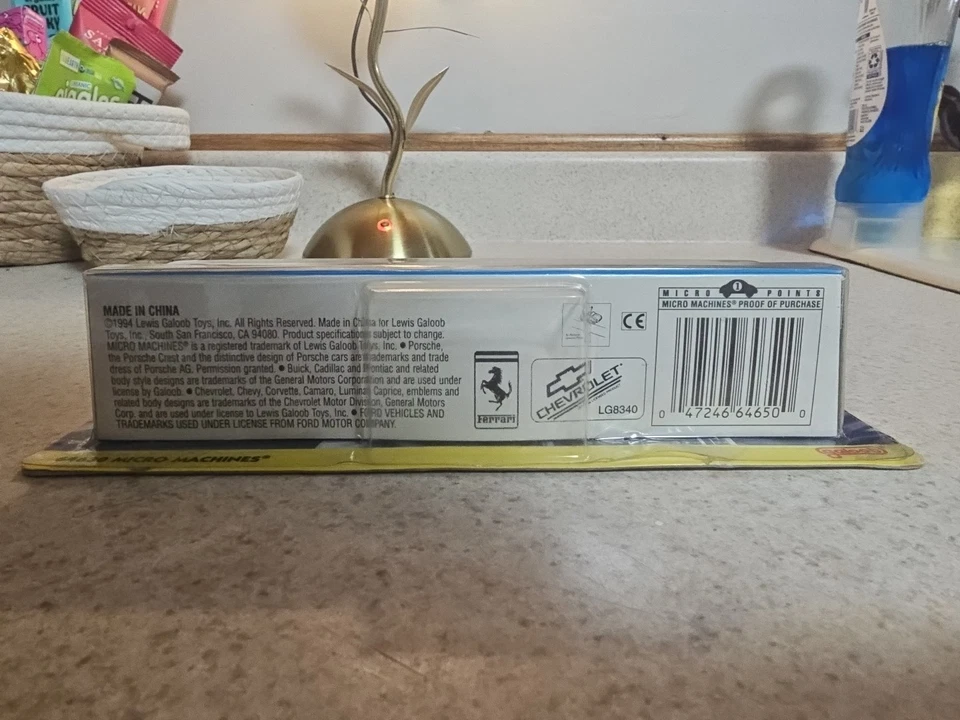 FRUIT
MADE IN CHINA
©1994 Lewis Galoob Toys, Inc. All Rights Reserved. Made in China for Lewis Galoob
Toys, Inc., South San Francisco, CA 94080. Product specifications subject to change.
MICRO MACHINES® is a registered trademark of Lewis Galoob Toys, Inc. • Porsche,
the Porsche Crest and the distinctive design of Porsche cars are trademarks and trade
dress of Porsche AG. Permission granted. • Buick, Cadillac and Pontiac and related
body style designs are trademarks of the General Motors Corporation and are used under
license by Galoob. • Chevrolet, Chevy, Corvette, Camaro, Lumina, Caprice, emblems and
related body designs are trademarks of the Chevrolet Motor Division, General Motors
Corp. and are used under license to Lewis Galoob Toys, Inc. • FORD VEHICLES AND
TRADEMARKS USED UNDER LICENSE FROM FORD MOTOR COMPANY.
Ferrari
CE
CHEVROLET
LG8340
MICRO 1 POINTS
MICRO MACHINES® PROOF OF PURCHASE
0 47246 64650 0
MICRO MACHINES®
galoob